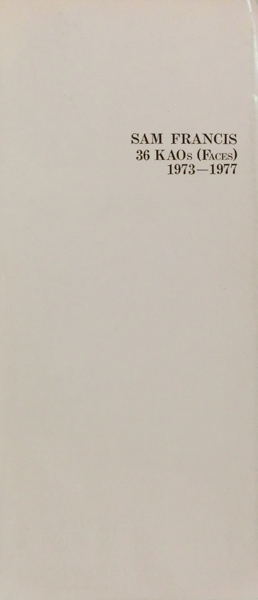 SAM FRANCIS
36 KAOs (Faces)
1973—1977